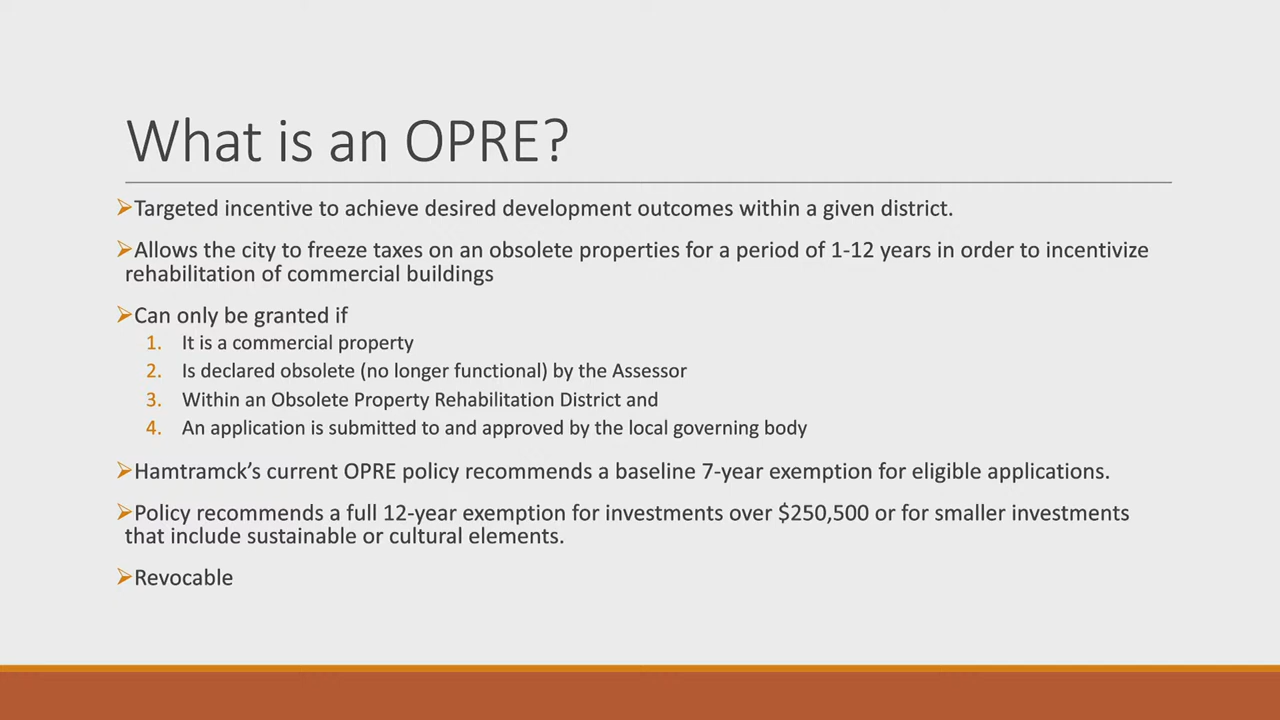 What is an OPRE?
➢Targeted incentive to achieve desired development outcomes within a given district.
➢Allows the city to freeze taxes on an obsolete properties for a period of 1-12 years in order to incentivize
rehabilitation of commercial buildings
➢Can only be granted if
1. It is a commercial property
2. Is declared obsolete (no longer functional) by the Assessor
3. Within an Obsolete Property Rehabilitation District and
4. An application is submitted to and approved by the local governing body
➢Hamtramck’s current OPRE policy recommends a baseline 7-year exemption for eligible applications.
➢Policy recommends a full 12-year exemption for investments over $250,500 or for smaller investments
that include sustainable or cultural elements.
➢Revocable